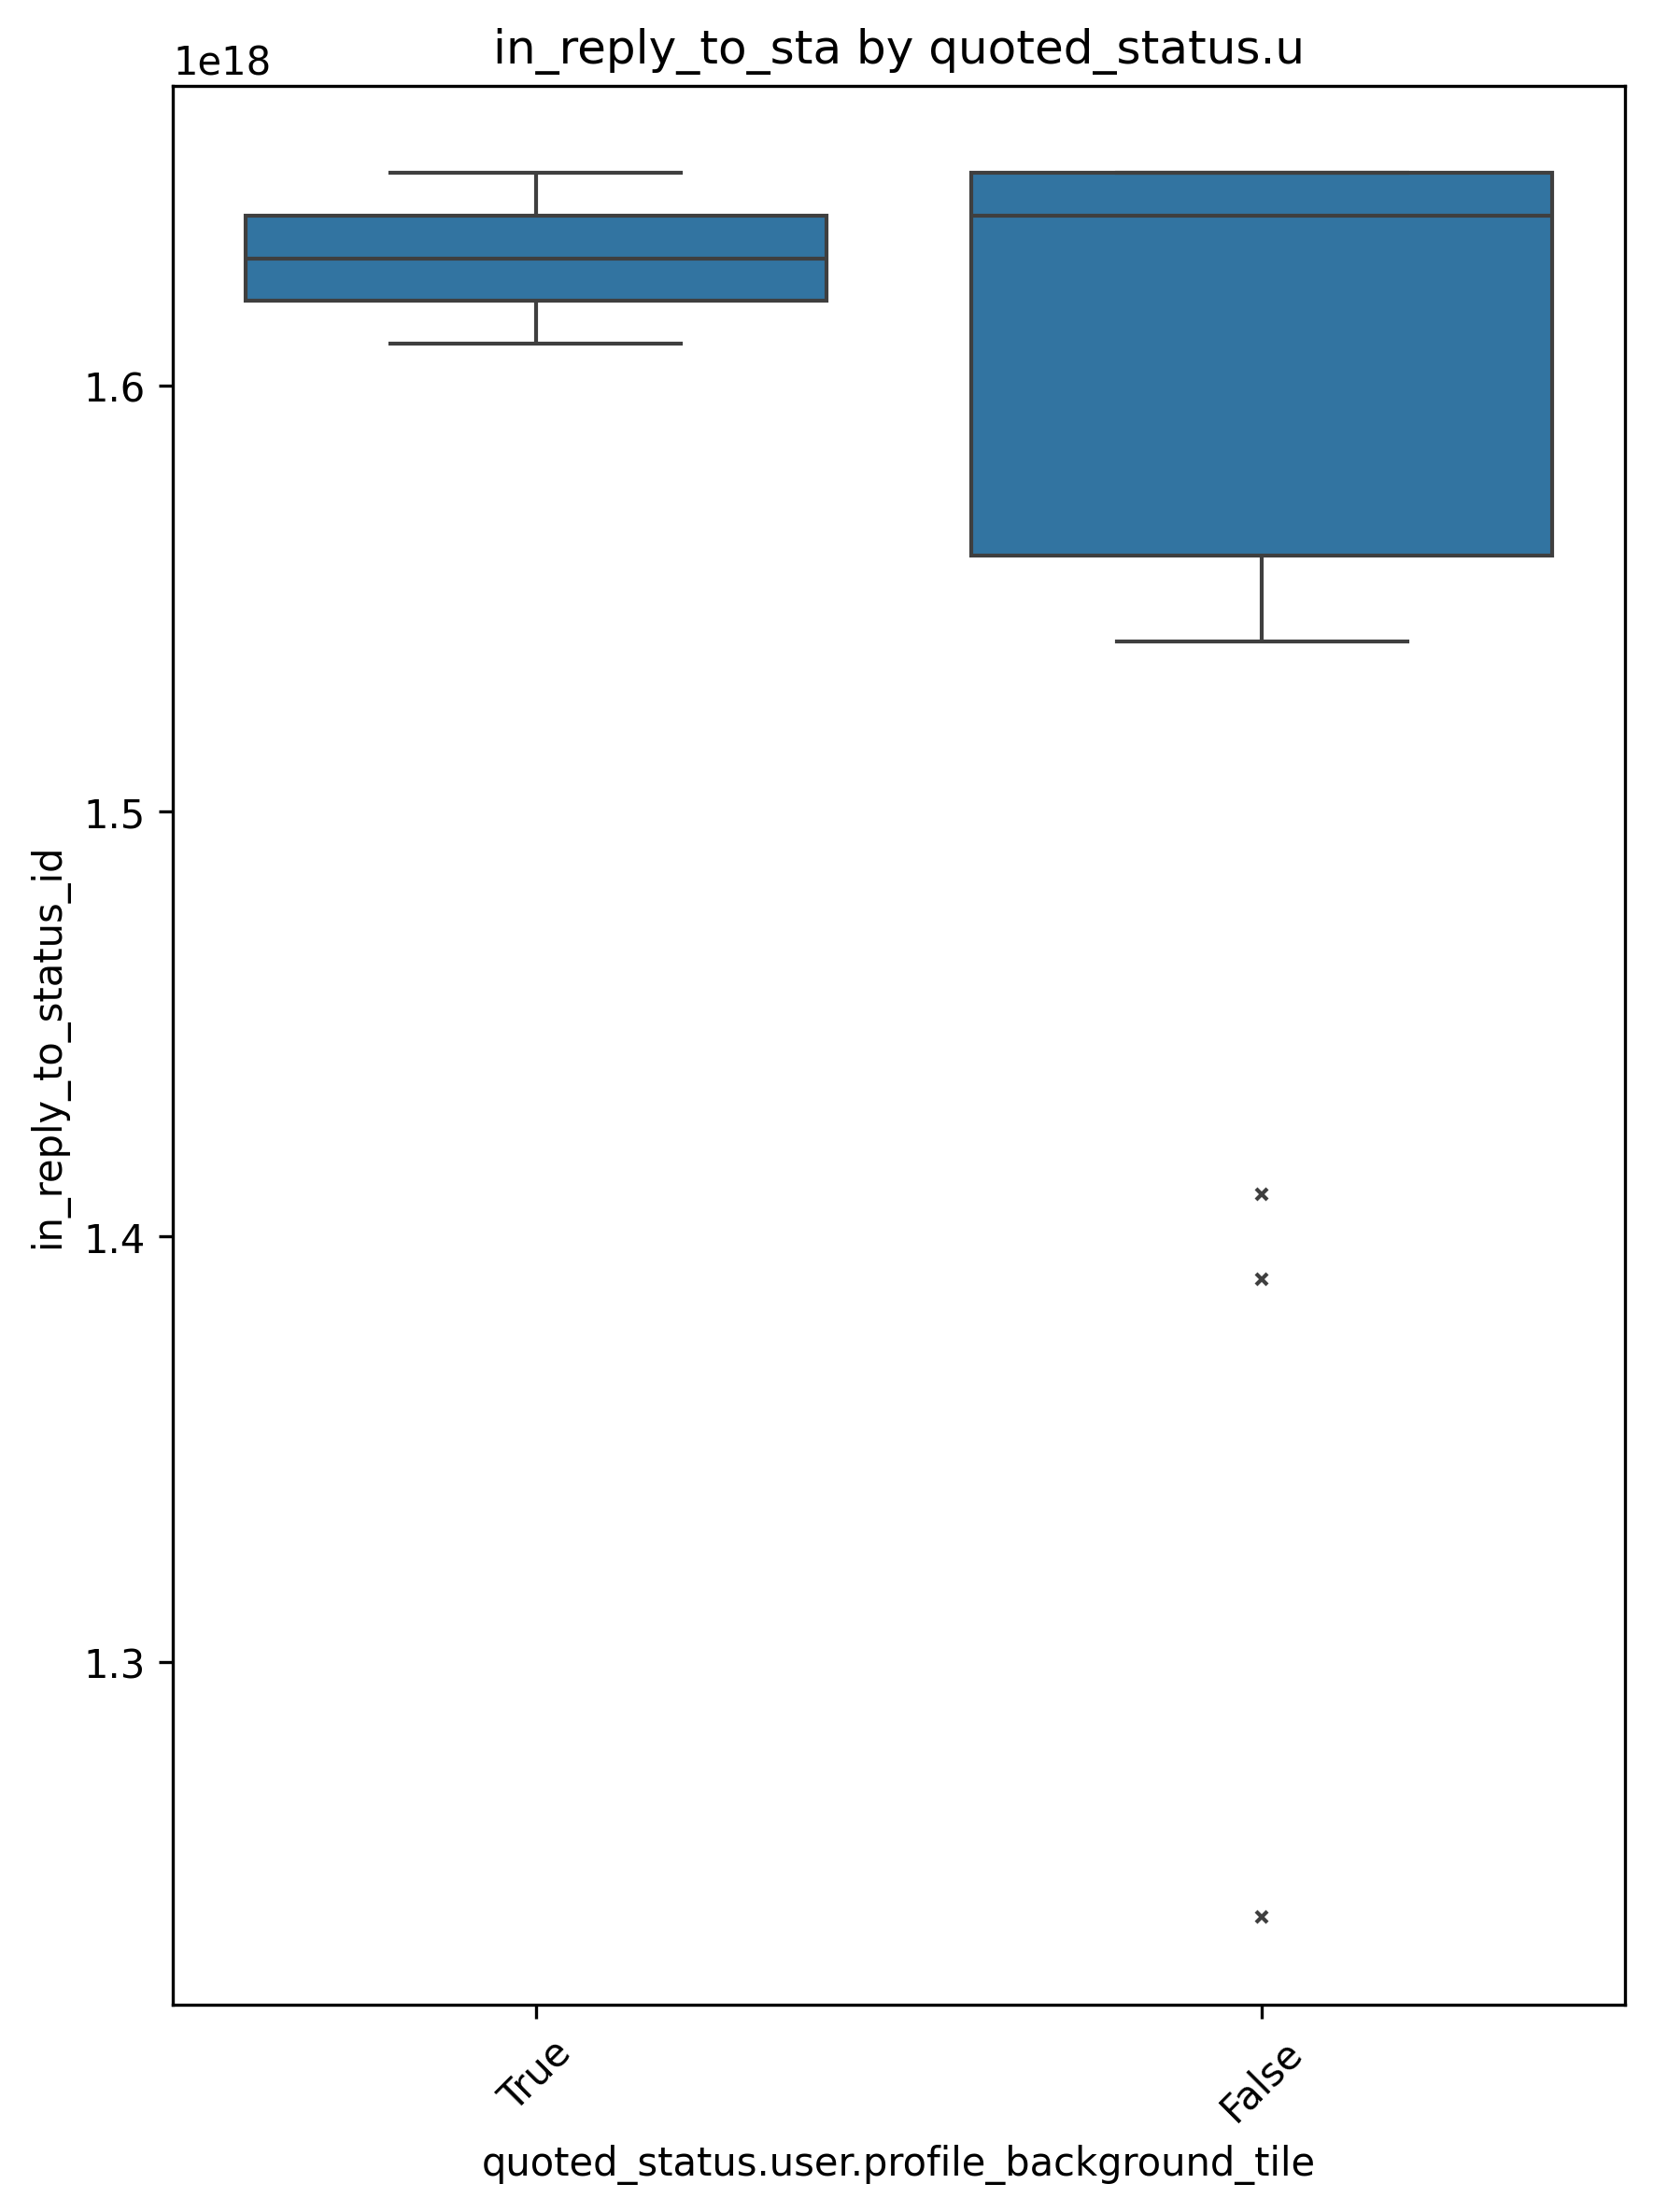 in_reply_to_sta by quoted_status.u
1e18
1.6
1.5
1.4
1.3
in_reply_to_status_id
True
False
quoted_status.user.profile_background_tile